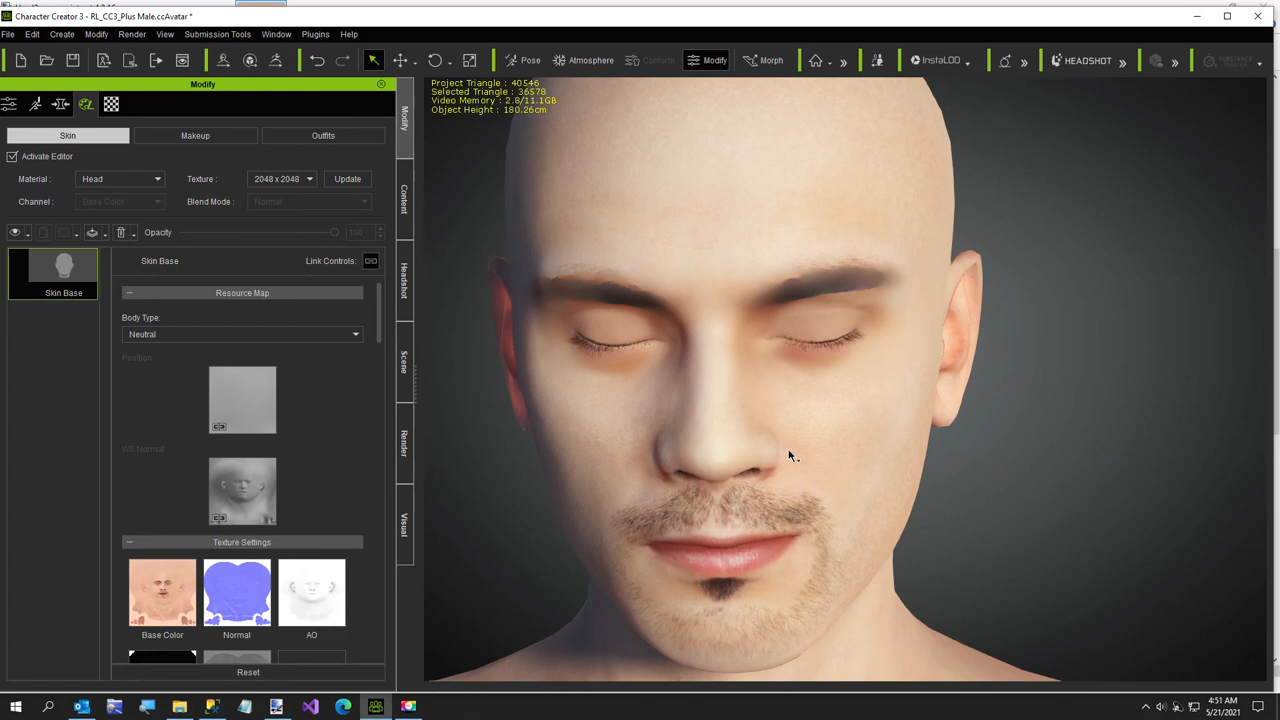 Character Creator 3 - RL_CC3_Plus Male.ccAvatar *
File Edit Create Modify Render View Submission Tools Window Plugins Help
Pose Atmosphere Conform Modify Morph InstaLOD HEADSHOT SUBSTANCE
Modify
Skin Makeup Outfits
Activate Editor
Material : Head Texture : 2048 x 2048 Update
Channel : Base Color Blend Mode : Normal
Opacity 100
Skin Base
Skin Base Link Controls:
Resource Map
Body Type:
Neutral
Position
WS Normal
Texture Settings
Base Color Normal AO
Reset
Modify
Content
Headshot
Scene
Render
Visual
Project Triangle : 40546
Selected Triangle : 36578
Video Memory : 2.8/11.1GB
Object Height : 180.26cm
4:51 AM
5/21/2021